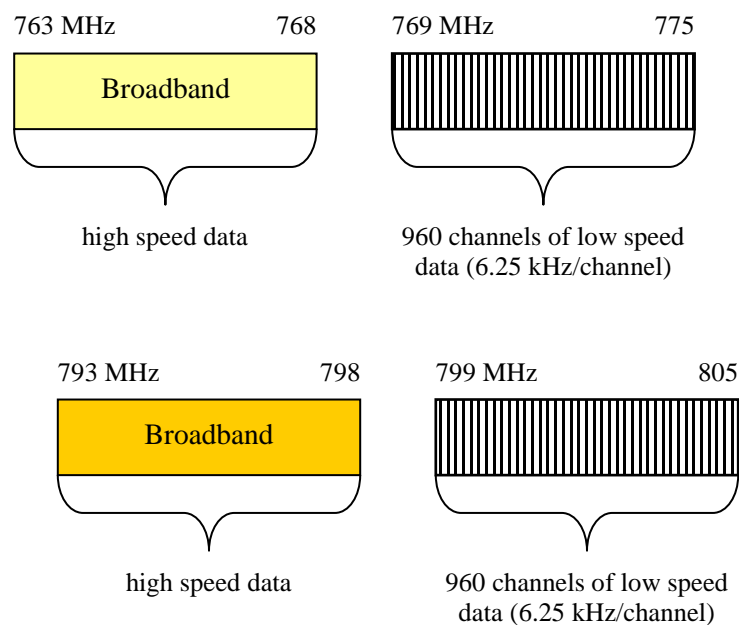 763 MHz 768 769 MHz 775
Broadband
high speed data 960 channels of low speed
data (6.25 kHz/channel)
793 MHz 798 799 MHz 805
Broadband
high speed data 960 channels of low speed
data (6.25 kHz/channel)